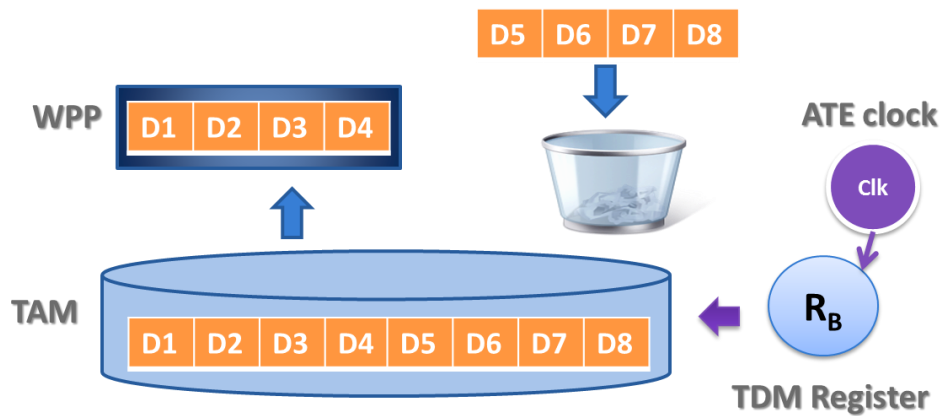 D5 D6 D7 D8
WPP
D1 D2 D3 D4
ATE clock
Clk
TAM
D1 D2 D3 D4 D5 D6 D7 D8
RB
TDM Register